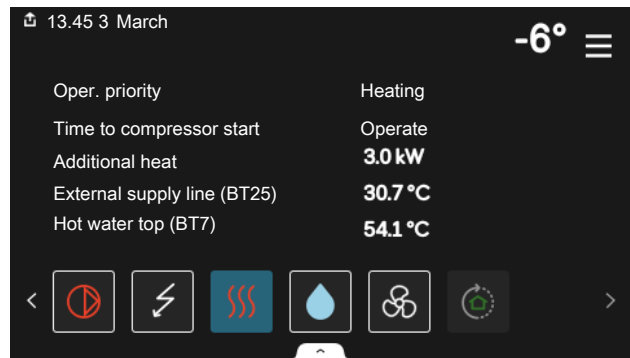 13.45 3 March
-6°
Oper. priority Heating
Time to compressor start Operate
Additional heat 3.0 kW
External supply line (BT25) 30.7 °C
Hot water top (BT7) 54.1 °C